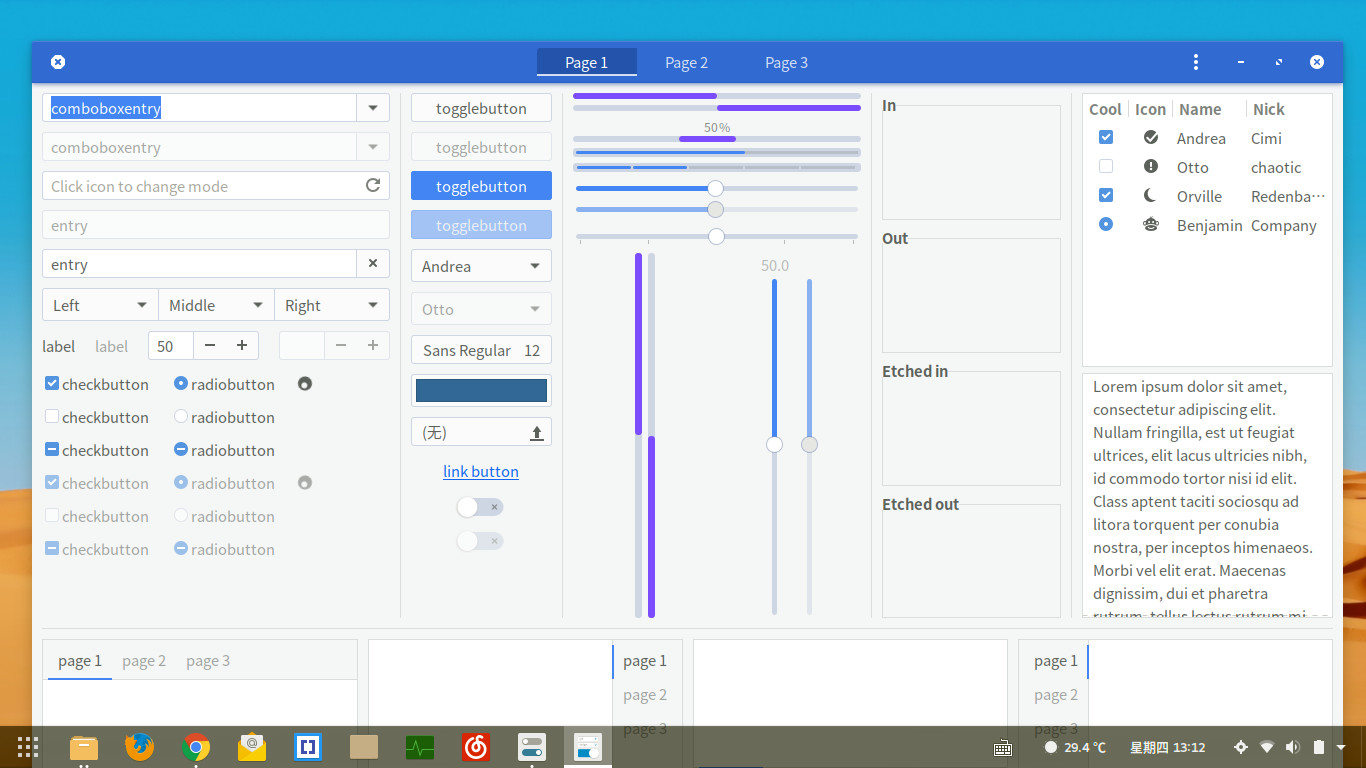 Page 1 Page 2 Page 3
comboboxentry
comboboxentry
Click icon to change mode
entry
entry
Left Middle Right
label label 50
checkbutton radiobutton
checkbutton radiobutton
checkbutton radiobutton
checkbutton radiobutton
checkbutton radiobutton
checkbutton radiobutton
togglebutton
togglebutton
togglebutton
togglebutton
Andrea
Otto
Sans Regular 12
(无)
link button
50%
50.0
In
Out
Etched in
Etched out
Cool Icon Name Nick
Andrea Cimi
Otto chaotic
Orville Redenba…
Benjamin Company
Lorem ipsum dolor sit amet,
consectetur adipiscing elit.
Nullam fringilla, est ut feugiat
ultrices, elit lacus ultricies nibh,
id commodo tortor nisi id elit.
Class aptent taciti sociosqu ad
litora torquent per conubia
nostra, per inceptos himenaeos.
Morbi vel elit erat. Maecenas
dignissim, dui et pharetra
rutrum, tellus lectus rutrum mi,
page 1 page 2 page 3
page 1
page 2
page 3
page 1
page 2
page 3
29.4 ℃ 星期四 13:12